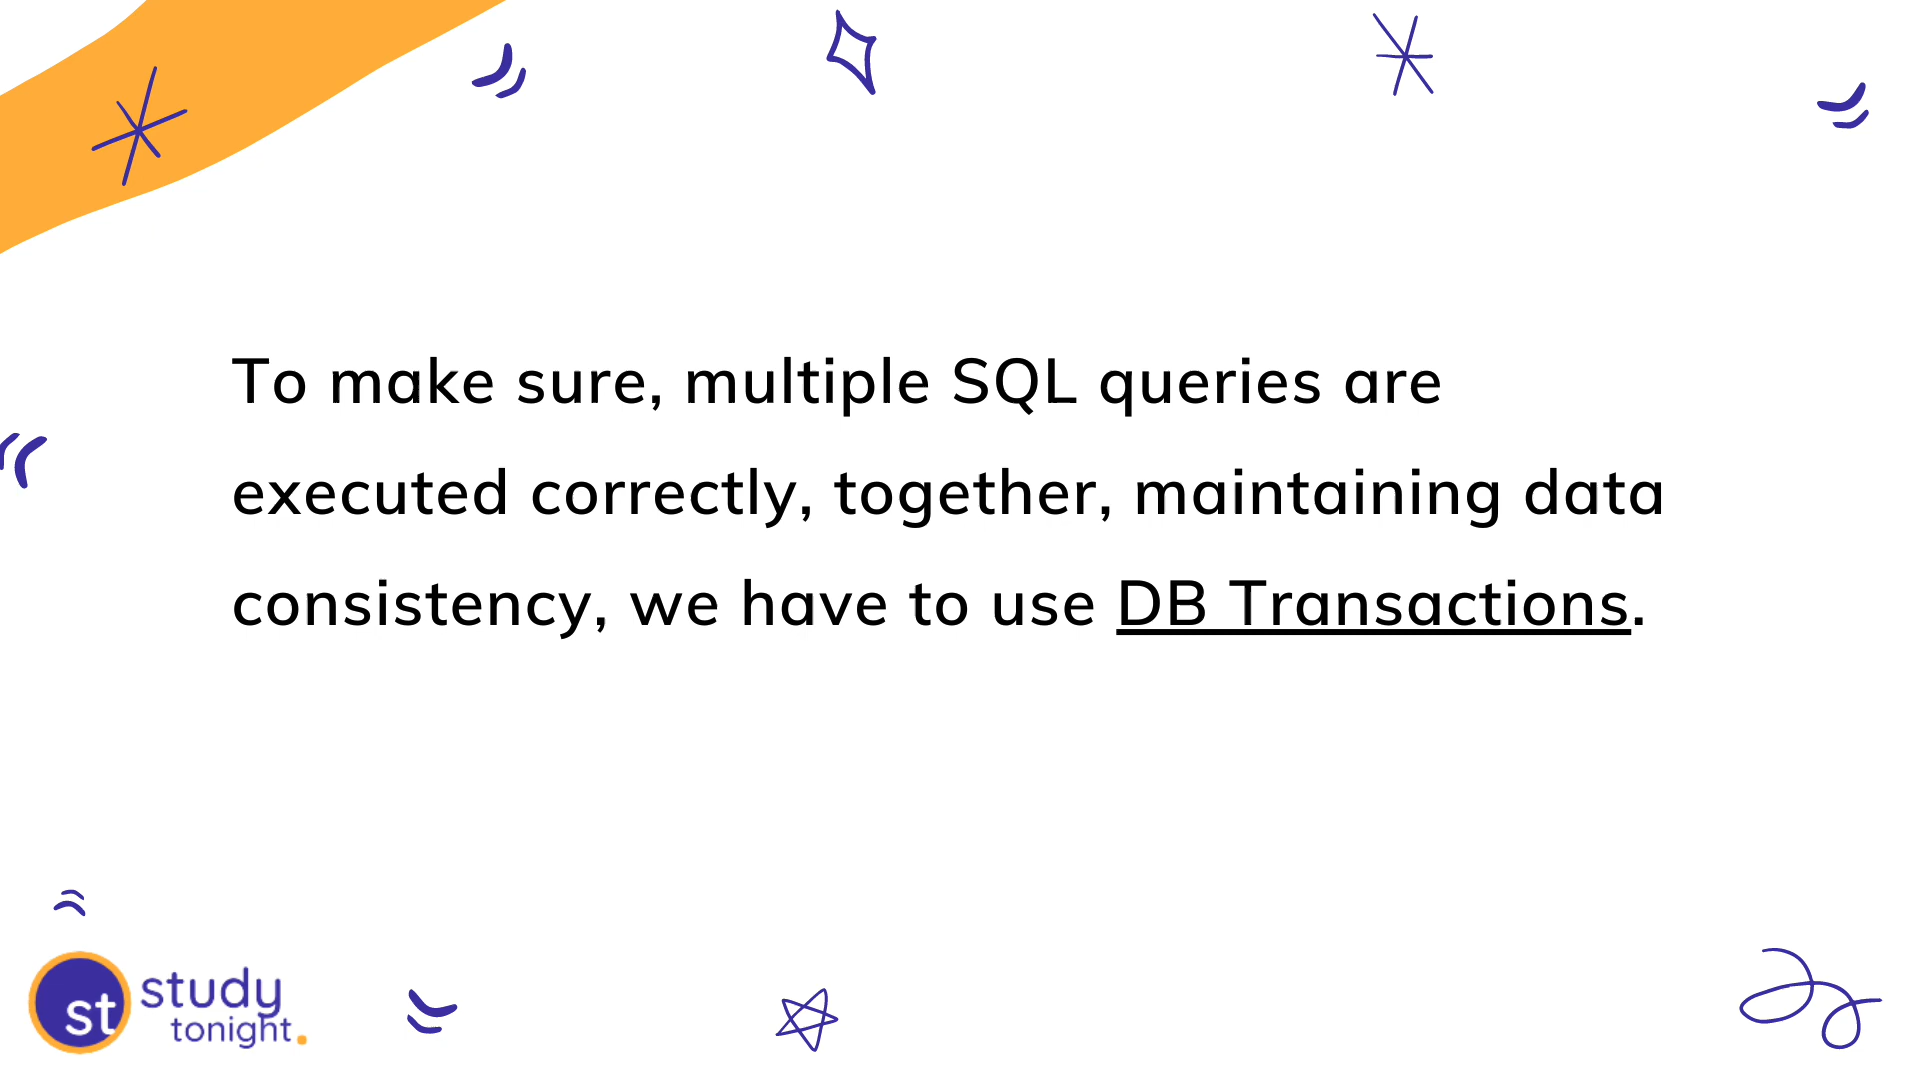 To make sure, multiple SQL queries are
executed correctly, together, maintaining data
consistency, we have to use DB Transactions.
st
study
tonight.